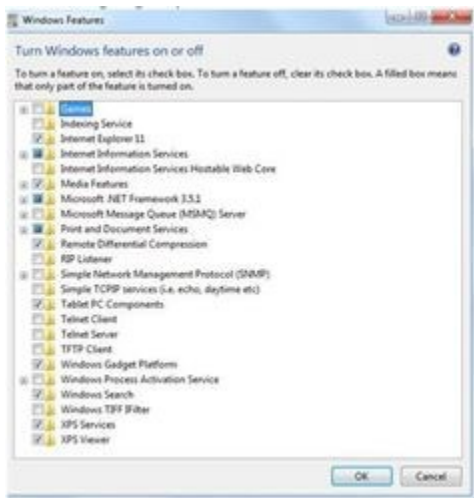 Windows Features
Turn Windows features on or off
To turn a feature on, select its check box. To turn a feature off, clear its check box. A filled box means
that only part of the feature is turned on.
Games
Indexing Service
Internet Explorer 11
Internet Information Services
Internet Information Services Hostable Web Core
Media Features
Microsoft .NET Framework 3.5.1
Microsoft Message Queue (MSMQ) Server
Print and Document Services
Remote Differential Compression
RIP Listener
Simple Network Management Protocol (SNMP)
Simple TCPIP services (i.e. echo, daytime etc)
Tablet PC Components
Telnet Client
Telnet Server
TFTP Client
Windows Gadget Platform
Windows Process Activation Service
Windows Search
Windows TIFF IFilter
XPS Services
XPS Viewer
OK Cancel